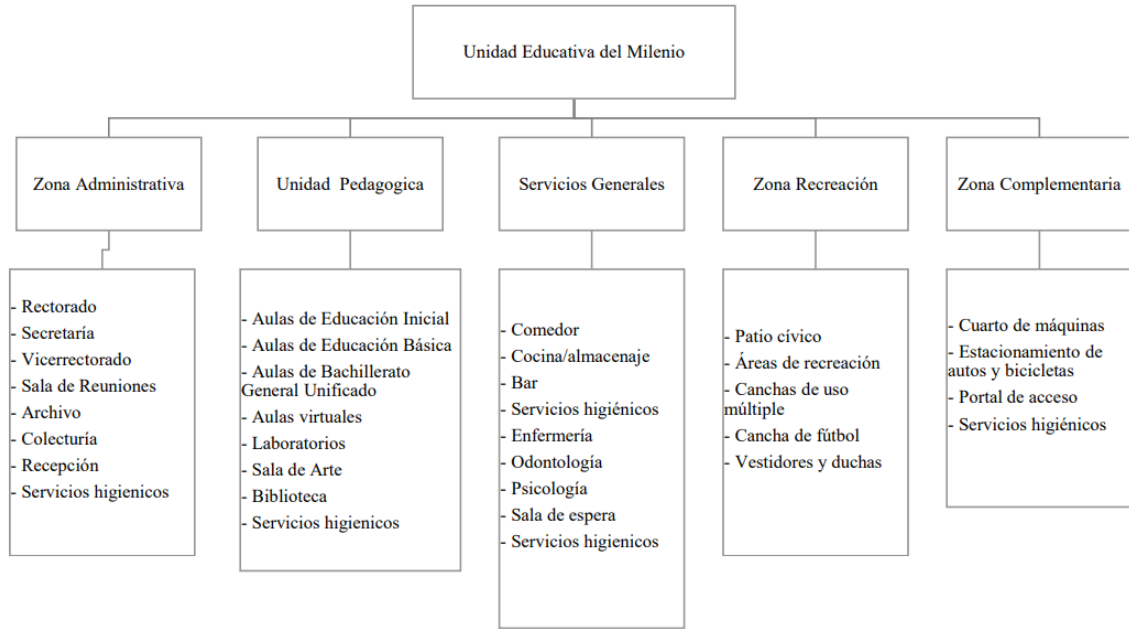 Unidad Educativa del Milenio
Zona Administrativa
Unidad Pedagogica
Servicios Generales
Zona Recreación
Zona Complementaria
- Rectorado
- Secretaría
- Vicerrectorado
- Sala de Reuniones
- Archivo
- Colecturía
- Recepción
- Servicios higienicos
- Aulas de Educación Inicial
- Aulas de Educación Básica
- Aulas de Bachillerato
General Unificado
- Aulas virtuales
- Laboratorios
- Sala de Arte
- Biblioteca
- Servicios higienicos
- Comedor
- Cocina/almacenaje
- Bar
- Servicios higiénicos
- Enfermería
- Odontología
- Psicología
- Sala de espera
- Servicios higienicos
- Patio cívico
- Áreas de recreación
- Canchas de uso
múltiple
- Cancha de fútbol
- Vestidores y duchas
- Cuarto de máquinas
- Estacionamiento de
autos y bicicletas
- Portal de acceso
- Servicios higiénicos